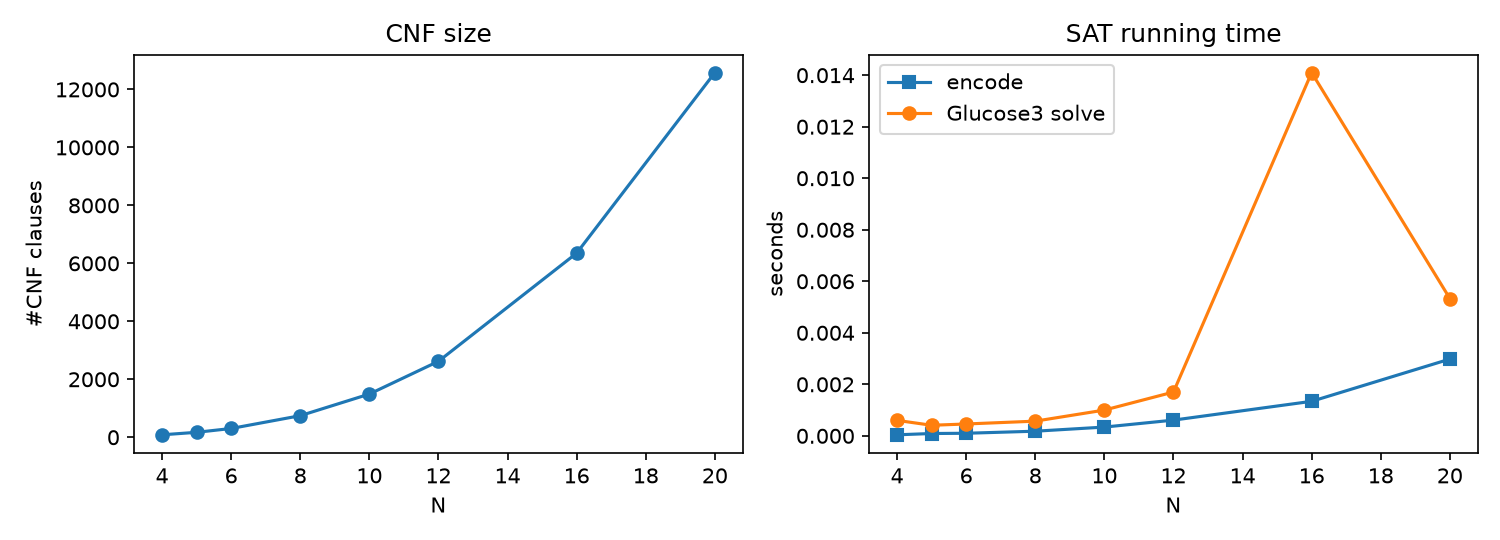 CNF size
12000
10000
8000
6000
4000
2000
0
#CNF clauses
4 6 8 10 12 14 16 18 20
N
SAT running time
encode
Glucose3 solve
0.014
0.012
0.010
0.008
0.006
0.004
0.002
0.000
seconds
4 6 8 10 12 14 16 18 20
N